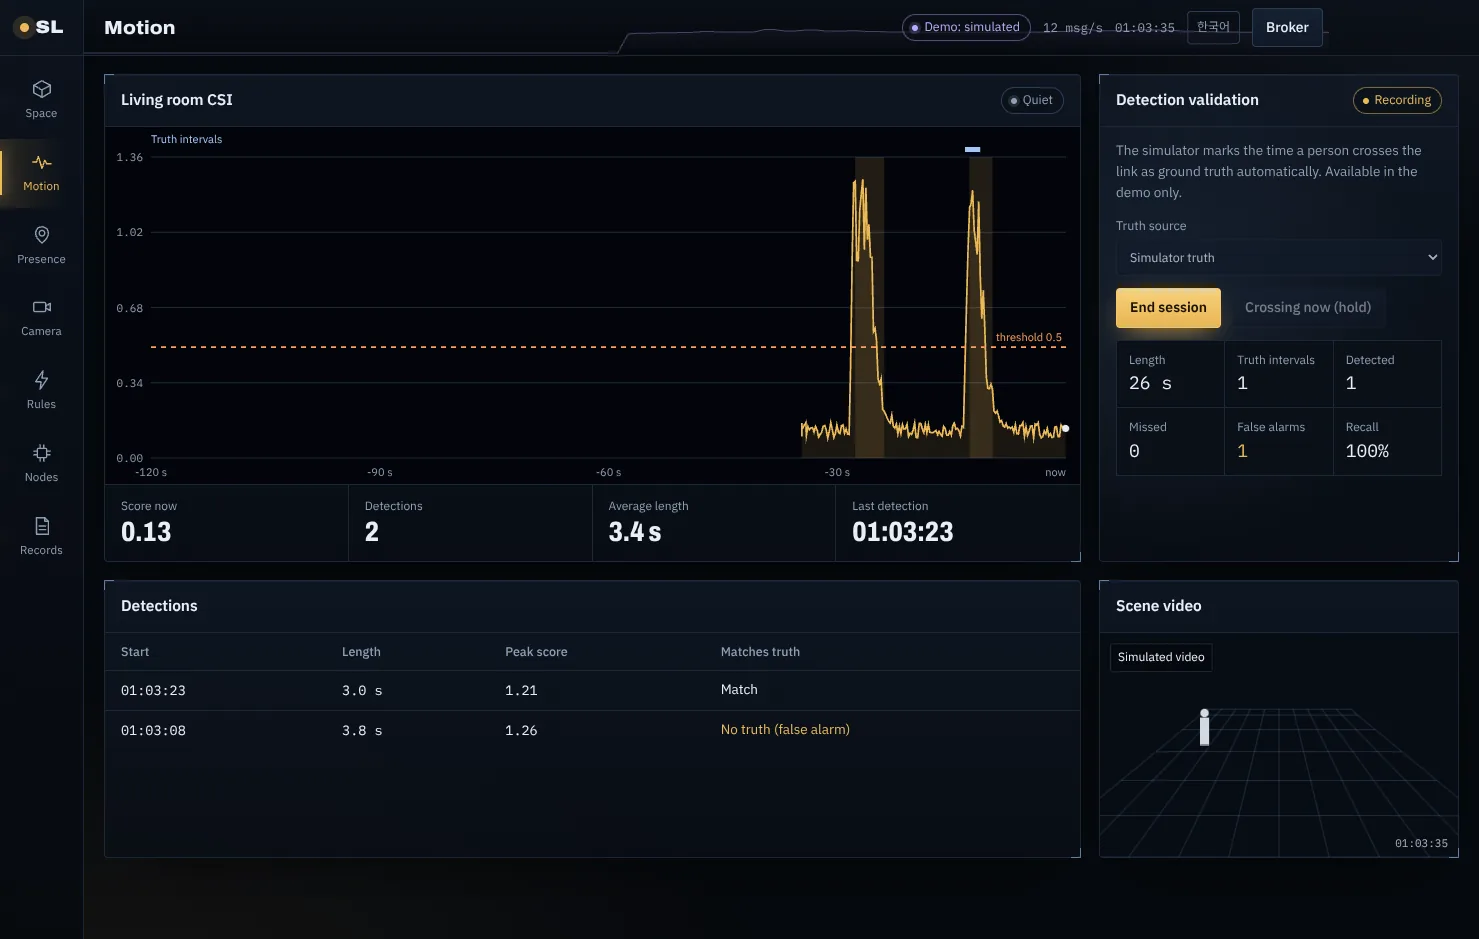 SL
Motion
Demo: simulated
12 msg/s
01:03:35
한국어
Broker
Space
Motion
Presence
Camera
Rules
Nodes
Records
Living room CSI
Quiet
Truth intervals
1.36
1.02
0.68
0.34
0.00
threshold 0.5
-120 s
-90 s
-60 s
-30 s
now
Score now
0.13
Detections
2
Average length
3.4 s
Last detection
01:03:23
Detection validation
Recording
The simulator marks the time a person crosses the
link as ground truth automatically. Available in the
demo only.
Truth source
Simulator truth
End session
Crossing now (hold)
Length
26 s
Truth intervals
1
Detected
1
Missed
0
False alarms
1
Recall
100%
Detections
Start Length Peak score Matches truth
01:03:23 3.0 s 1.21 Match
01:03:08 3.8 s 1.26 No truth (false alarm)
Scene video
Simulated video
01:03:35